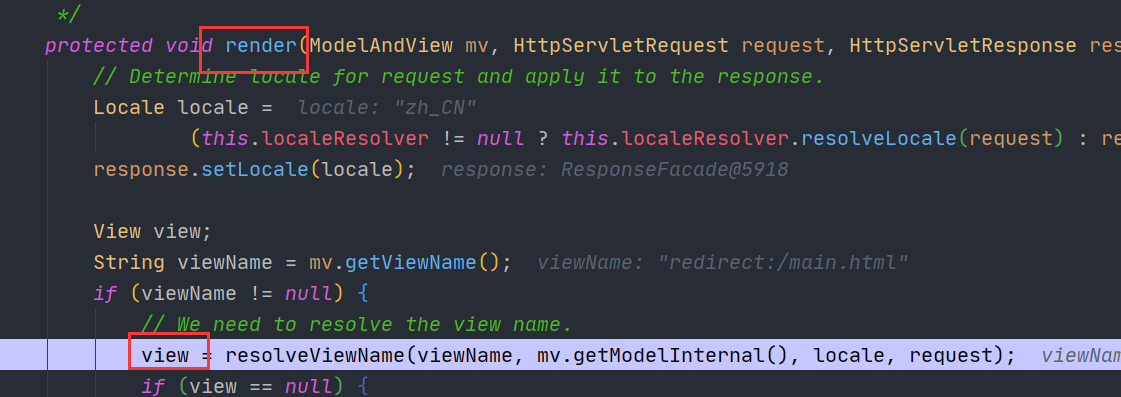 */
protected void render(ModelAndView mv, HttpServletRequest request, HttpServletResponse res
// Determine locale for request and apply it to the response.
Locale locale = locale: "zh_CN"
(this.localeResolver != null ? this.localeResolver.resolveLocale(request) : re
response.setLocale(locale); response: ResponseFacade@5918
View view;
String viewName = mv.getViewName(); viewName: "redirect:/main.html"
if (viewName != null) {
// We need to resolve the view name.
view = resolveViewName(viewName, mv.getModelInternal(), locale, request); viewNam
if (view == null) {